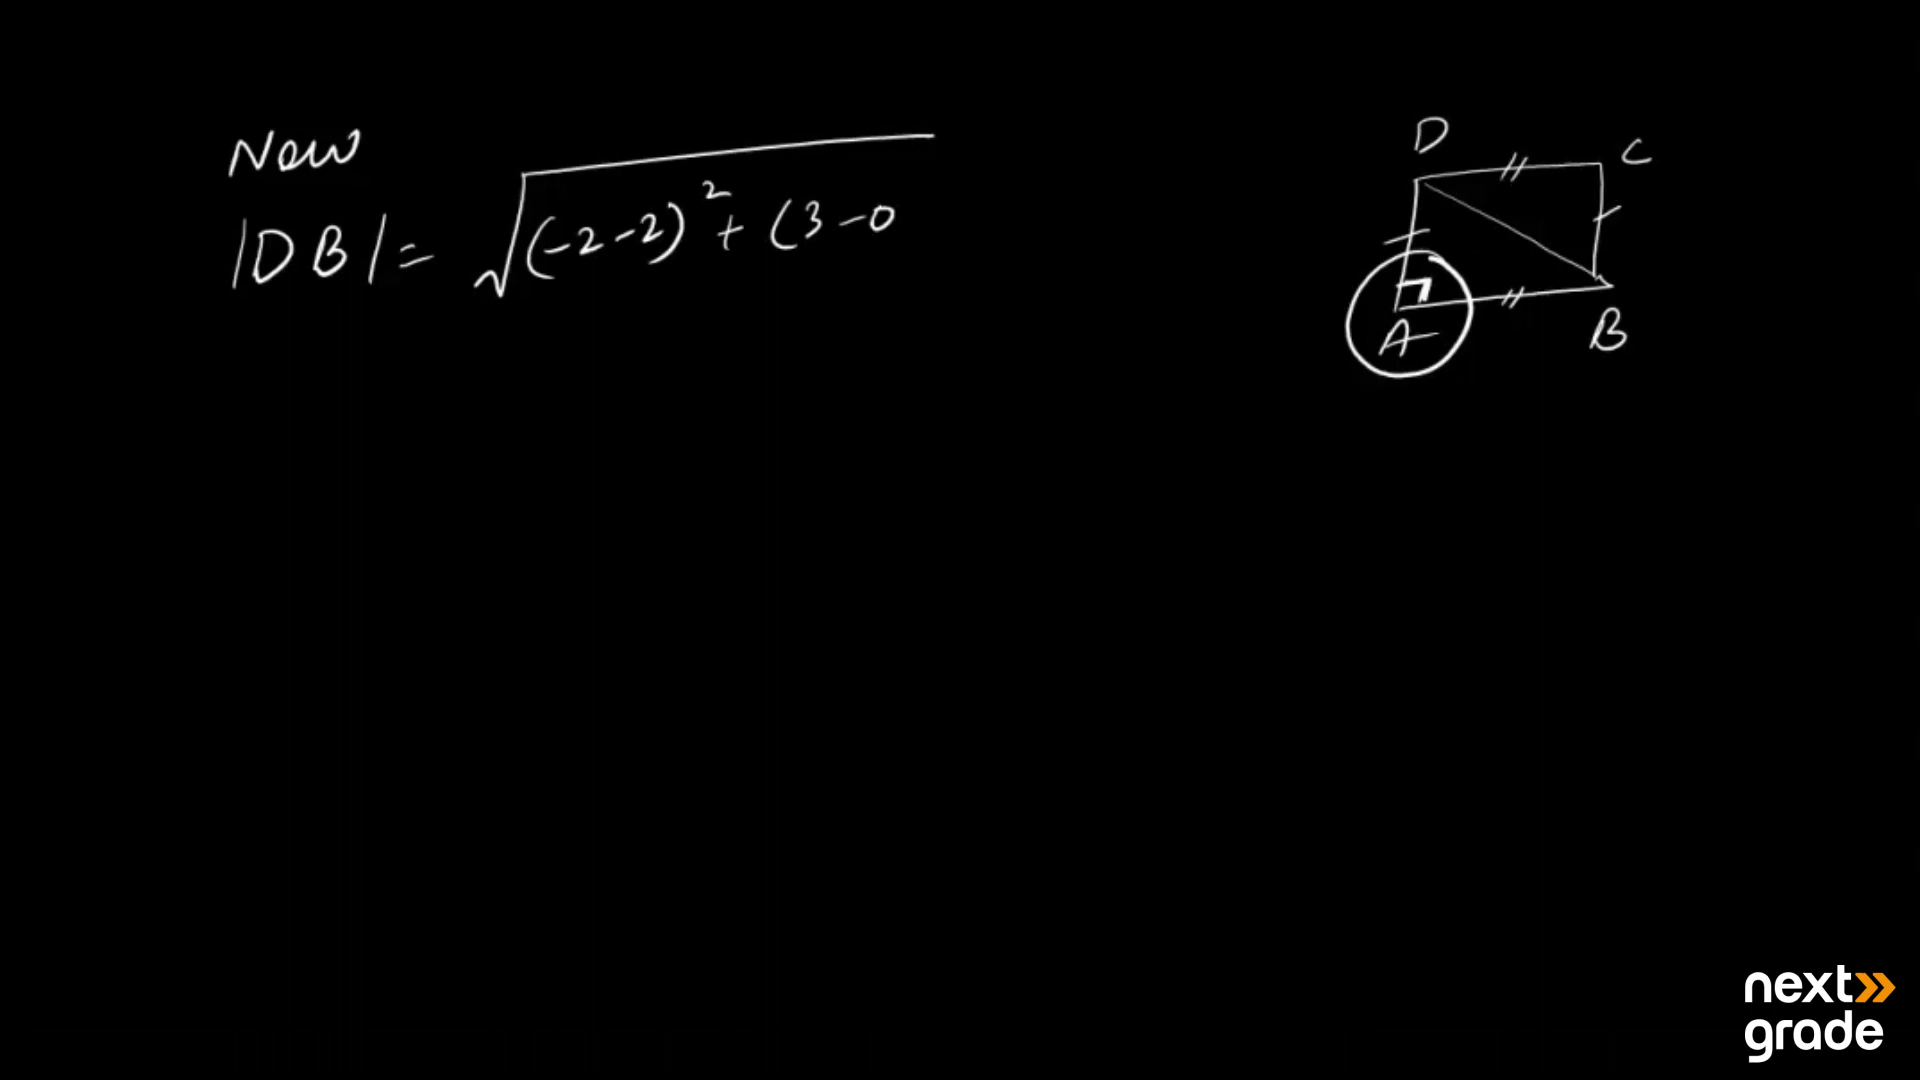 Now
|DB| = √(-2-2)² + (3-0
D
C
A
B
next
grade